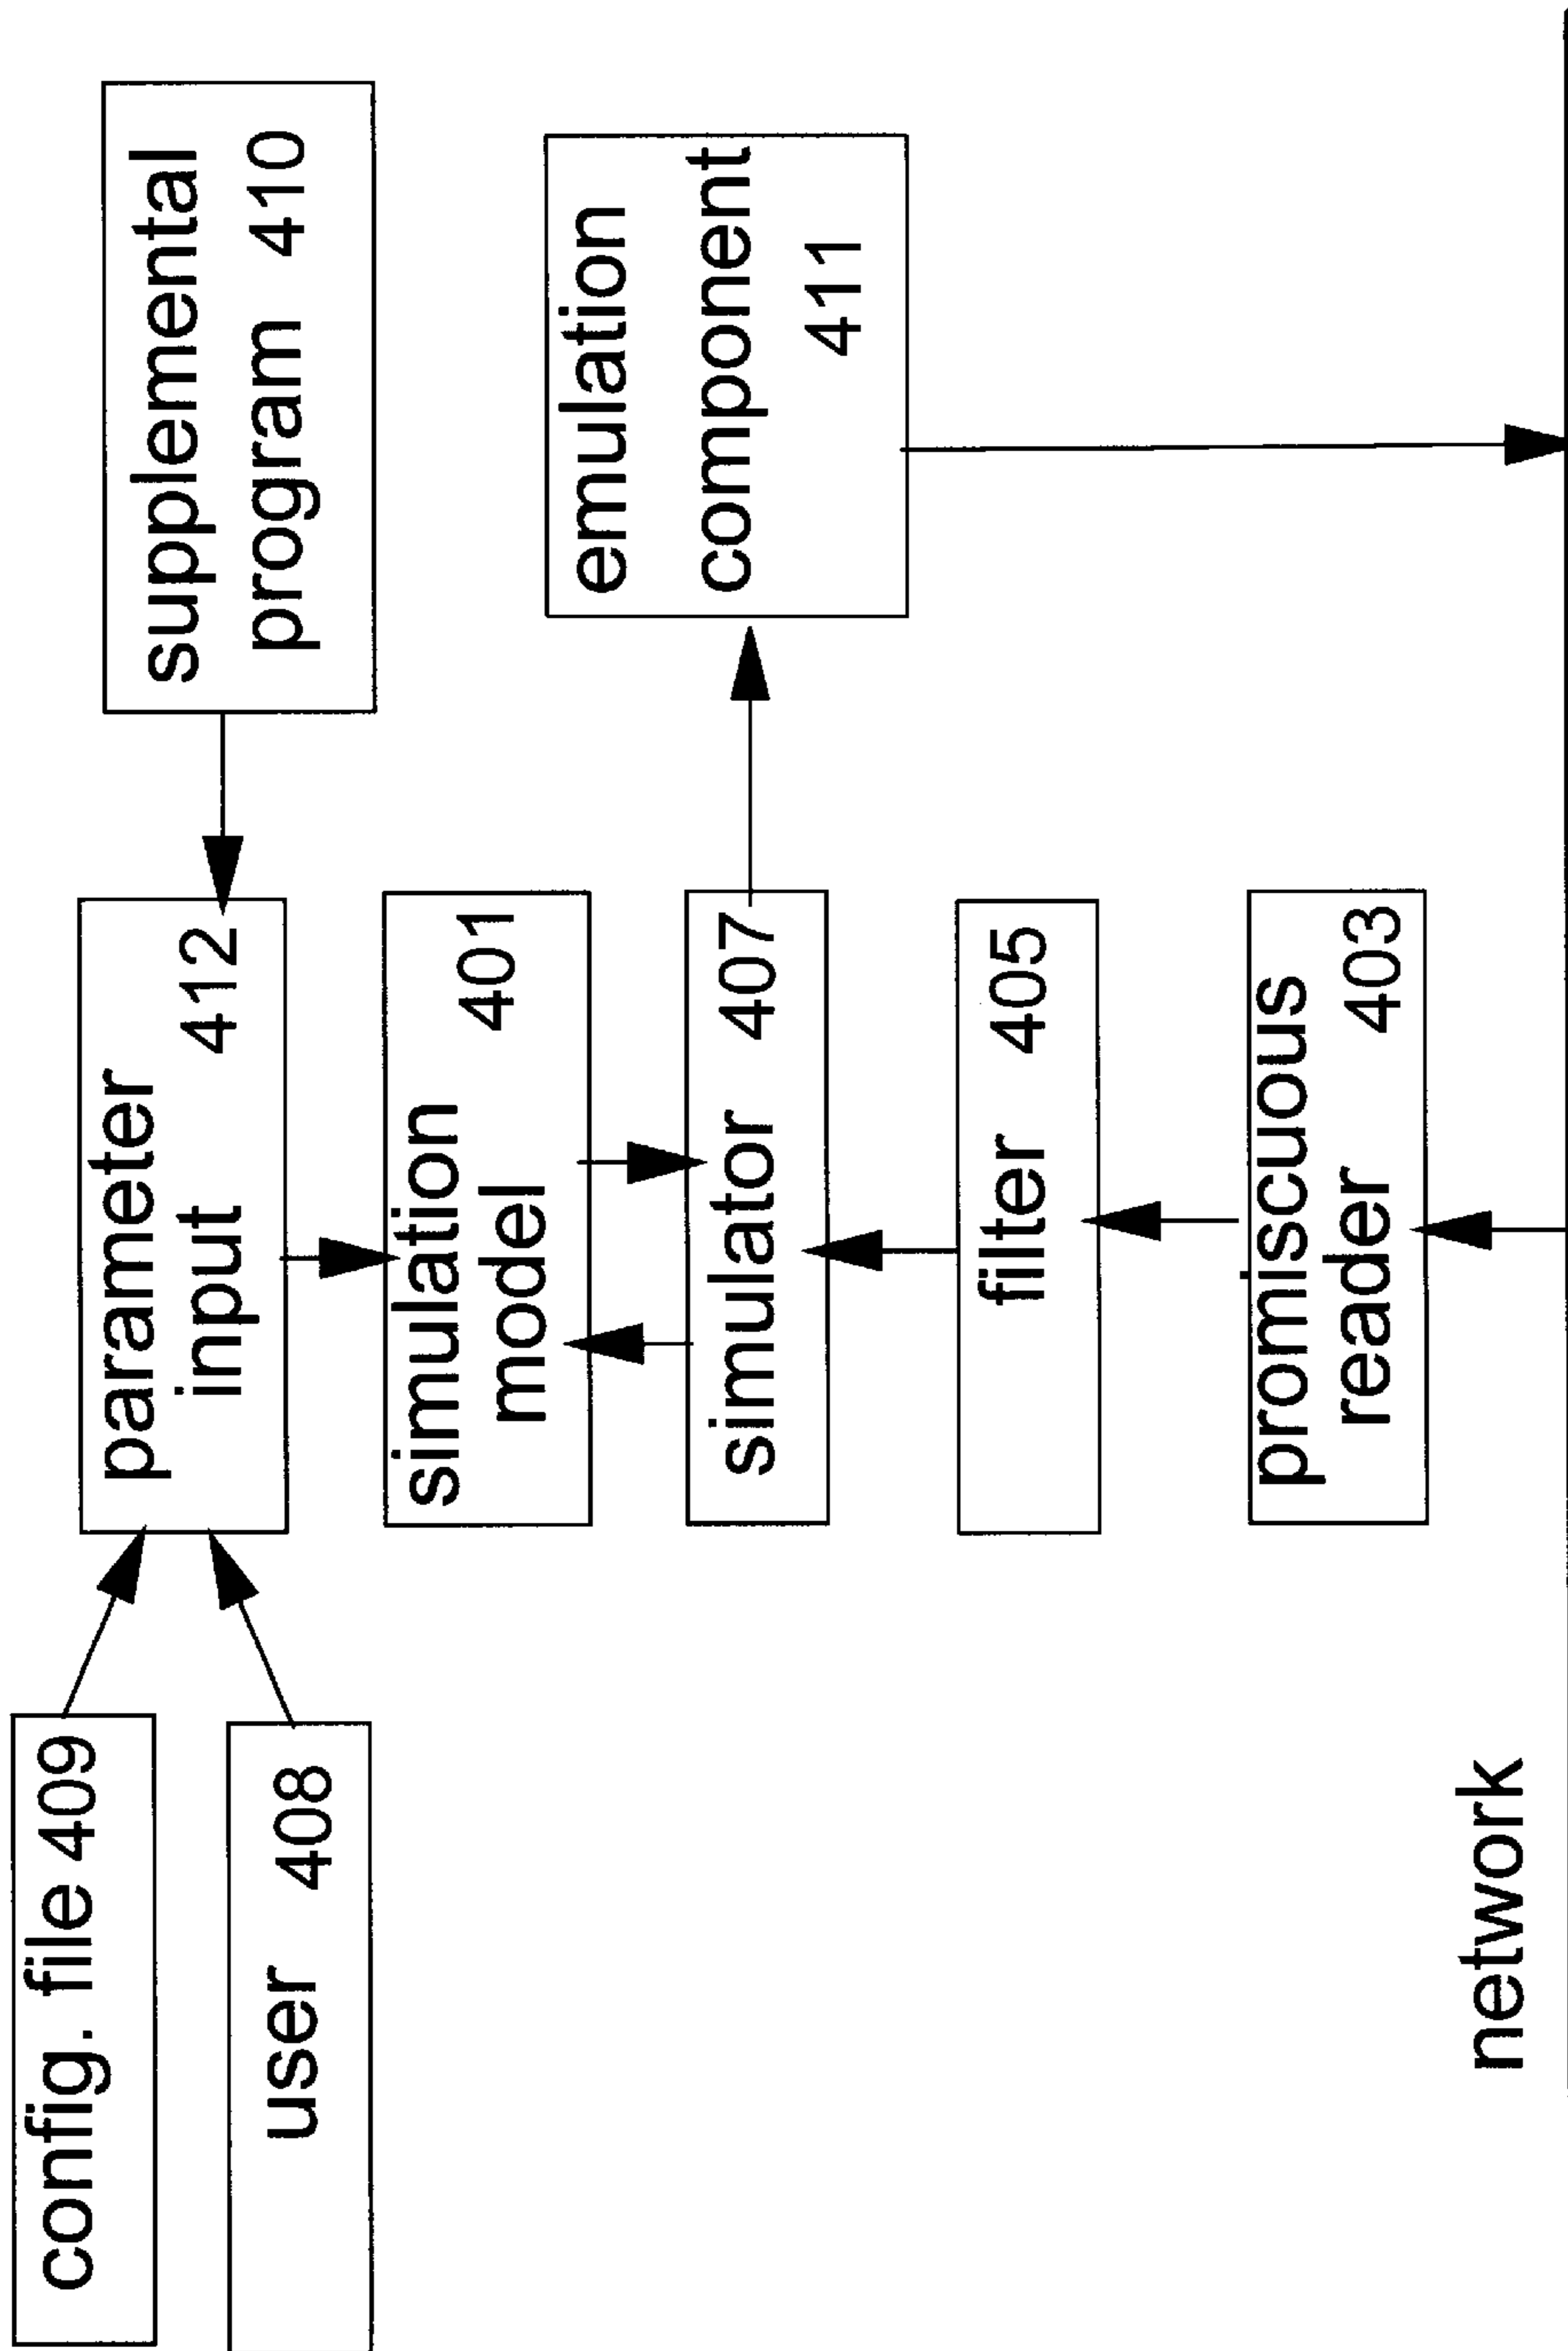 config. file 409
user 408
parameter
input 412
supplemental
program 410
simulation
model 401
simulator 407
emulation
component
411
filter 405
promiscuous
reader 403
network